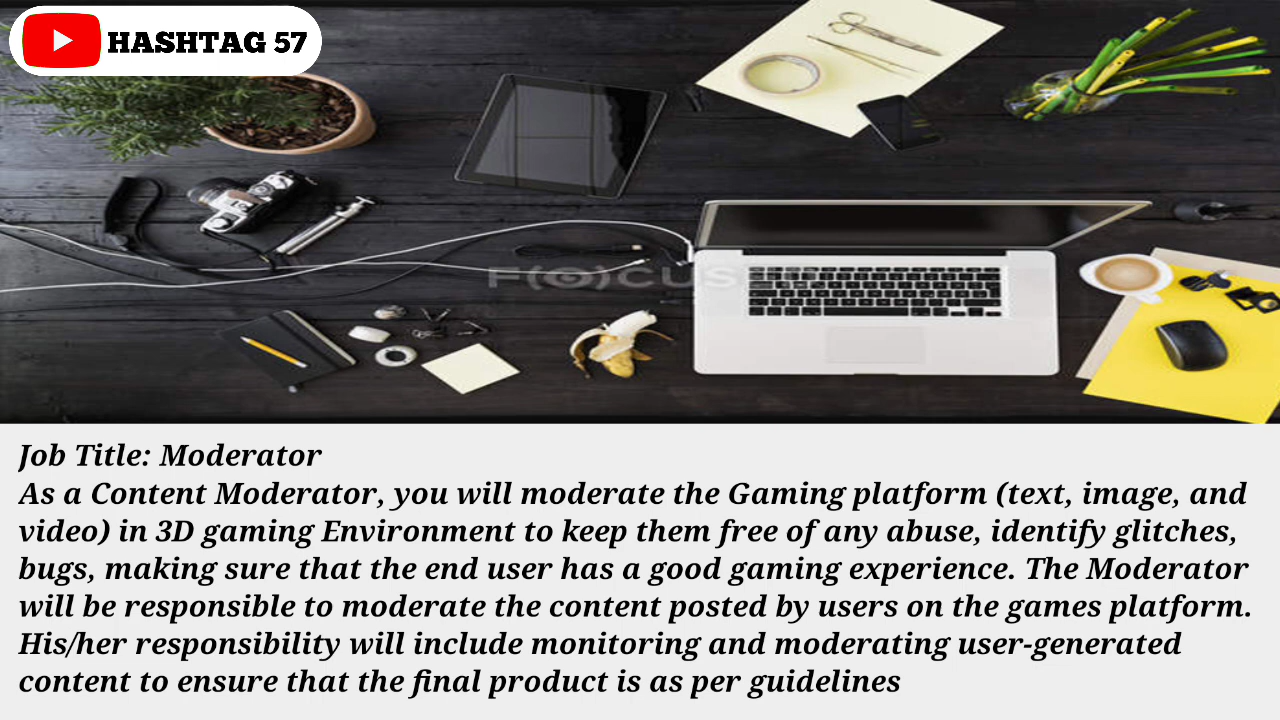 HASHTAG 57
Job Title: Moderator
As a Content Moderator, you will moderate the Gaming platform (text, image, and
video) in 3D gaming Environment to keep them free of any abuse, identify glitches,
bugs, making sure that the end user has a good gaming experience. The Moderator
will be responsible to moderate the content posted by users on the games platform.
His/her responsibility will include monitoring and moderating user-generated
content to ensure that the final product is as per guidelines